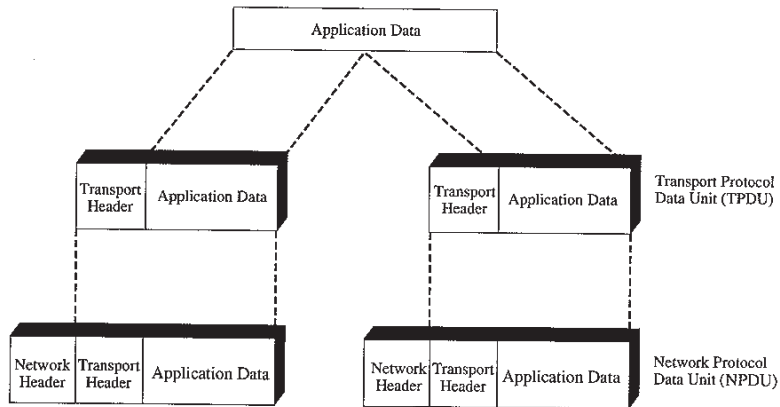 Application Data
Transport
Header
Application Data
Transport
Header
Application Data
Transport Protocol
Data Unit (TPDU)
Network
Header
Transport
Header
Application Data
Network
Header
Transport
Header
Application Data
Network Protocol
Data Unit (NPDU)